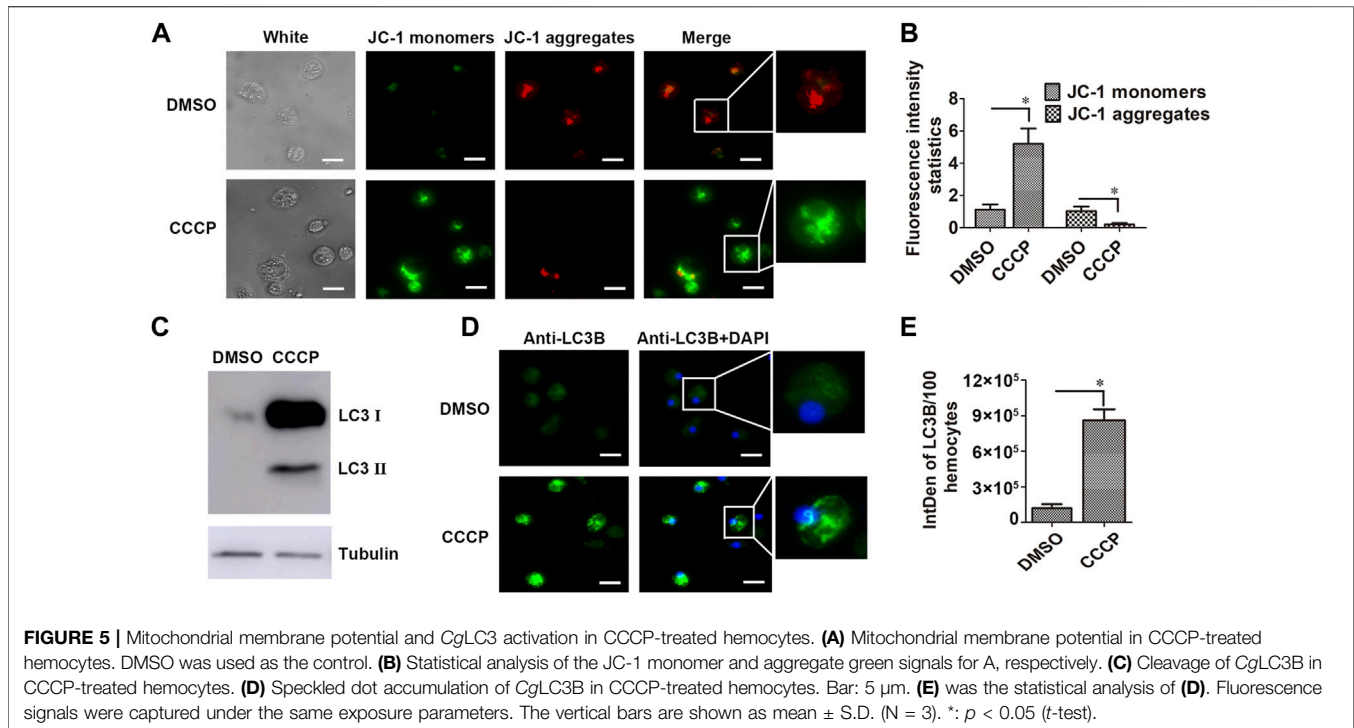 A
White JC-1 monomers JC-1 aggregates Merge
DMSO
CCCP
B
Fluorescence intensity
statistics
8
6
4
2
0
JC-1 monomers
JC-1 aggregates
*
*
DMSO
CCCP
DMSO
CCCP
C
DMSO CCCP
LC3 I
LC3 II
Tubulin
D
Anti-LC3B Anti-LC3B+DAPI
DMSO
CCCP
E
IntDen of LC3B/100
hemocytes
12×10⁵
9×10⁵
6×10⁵
3×10⁵
0
*
DMSO
CCCP
FIGURE 5 | Mitochondrial membrane potential and CgLC3 activation in CCCP-treated hemocytes. (A) Mitochondrial membrane potential in CCCP-treated
hemocytes. DMSO was used as the control. (B) Statistical analysis of the JC-1 monomer and aggregate green signals for A, respectively. (C) Cleavage of CgLC3B in
CCCP-treated hemocytes. (D) Speckled dot accumulation of CgLC3B in CCCP-treated hemocytes. Bar: 5 μm. (E) was the statistical analysis of (D). Fluorescence
signals were captured under the same exposure parameters. The vertical bars are shown as mean ± S.D. (N = 3). *: p < 0.05 (t-test).